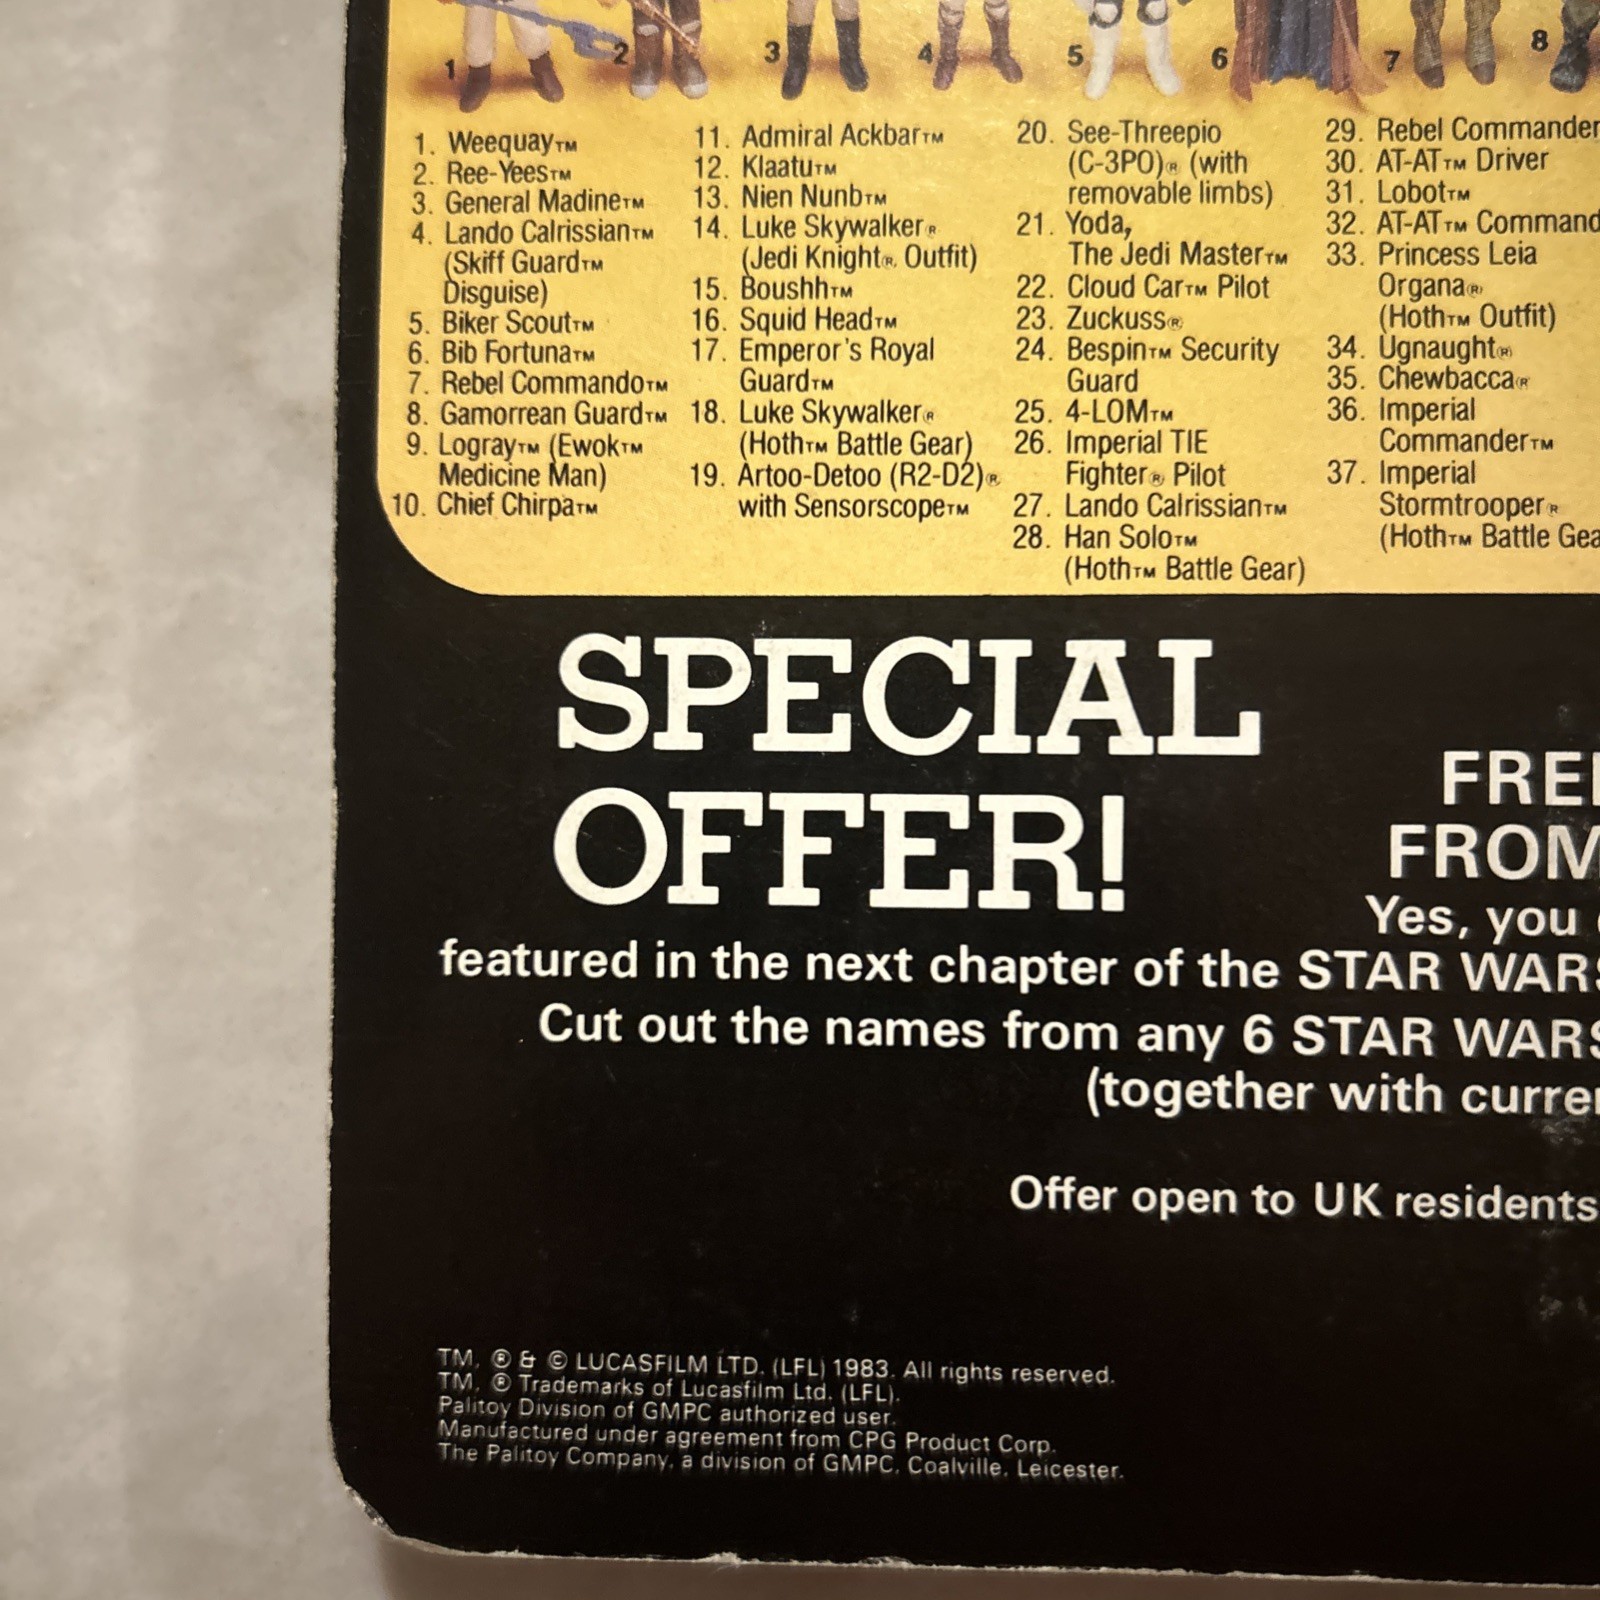 1
2
3
4
5
6
7
8
1. Weequay™
2. Ree-Yees™
3. General Madine™
4. Lando Calrissian™
(Skiff Guard™
Disguise)
5. Biker Scout™
6. Bib Fortuna™
7. Rebel Commando™
8. Gamorrean Guard™
9. Logray™ (Ewok™
Medicine Man)
10. Chief Chirpa™
11. Admiral Ackbar™
12. Klaatu™
13. Nien Nunb™
14. Luke Skywalker®
(Jedi Knight® Outfit)
15. Boushh™
16. Squid Head™
17. Emperor's Royal
Guard™
18. Luke Skywalker®
(Hoth™ Battle Gear)
19. Artoo-Detoo (R2-D2)®
with Sensorscope™
20. See-Threepio
(C-3PO)® (with
removable limbs)
21. Yoda,
The Jedi Master™
22. Cloud Car™ Pilot
23. Zuckuss®
24. Bespin™ Security
Guard
25. 4-LOM™
26. Imperial TIE
Fighter® Pilot
27. Lando Calrissian™
28. Han Solo™
(Hoth™ Battle Gear)
29. Rebel Commander
30. AT-AT™ Driver
31. Lobot™
32. AT-AT™ Command
33. Princess Leia
Organa®
(Hoth™ Outfit)
34. Ugnaught®
35. Chewbacca®
36. Imperial
Commander™
37. Imperial
Stormtrooper®
(Hoth™ Battle Gea
SPECIAL
OFFER!
FREE
FROM
Yes, you
featured in the next chapter of the STAR WARS
Cut out the names from any 6 STAR WARS
(together with curre
Offer open to UK residents
TM, ® & © LUCASFILM LTD. (LFL) 1983. All rights reserved.
TM, ® Trademarks of Lucasfilm Ltd. (LFL).
Palitoy Division of GMPC authorized user.
Manufactured under agreement from CPG Product Corp.
The Palitoy Company, a division of GMPC, Coalville, Leicester.